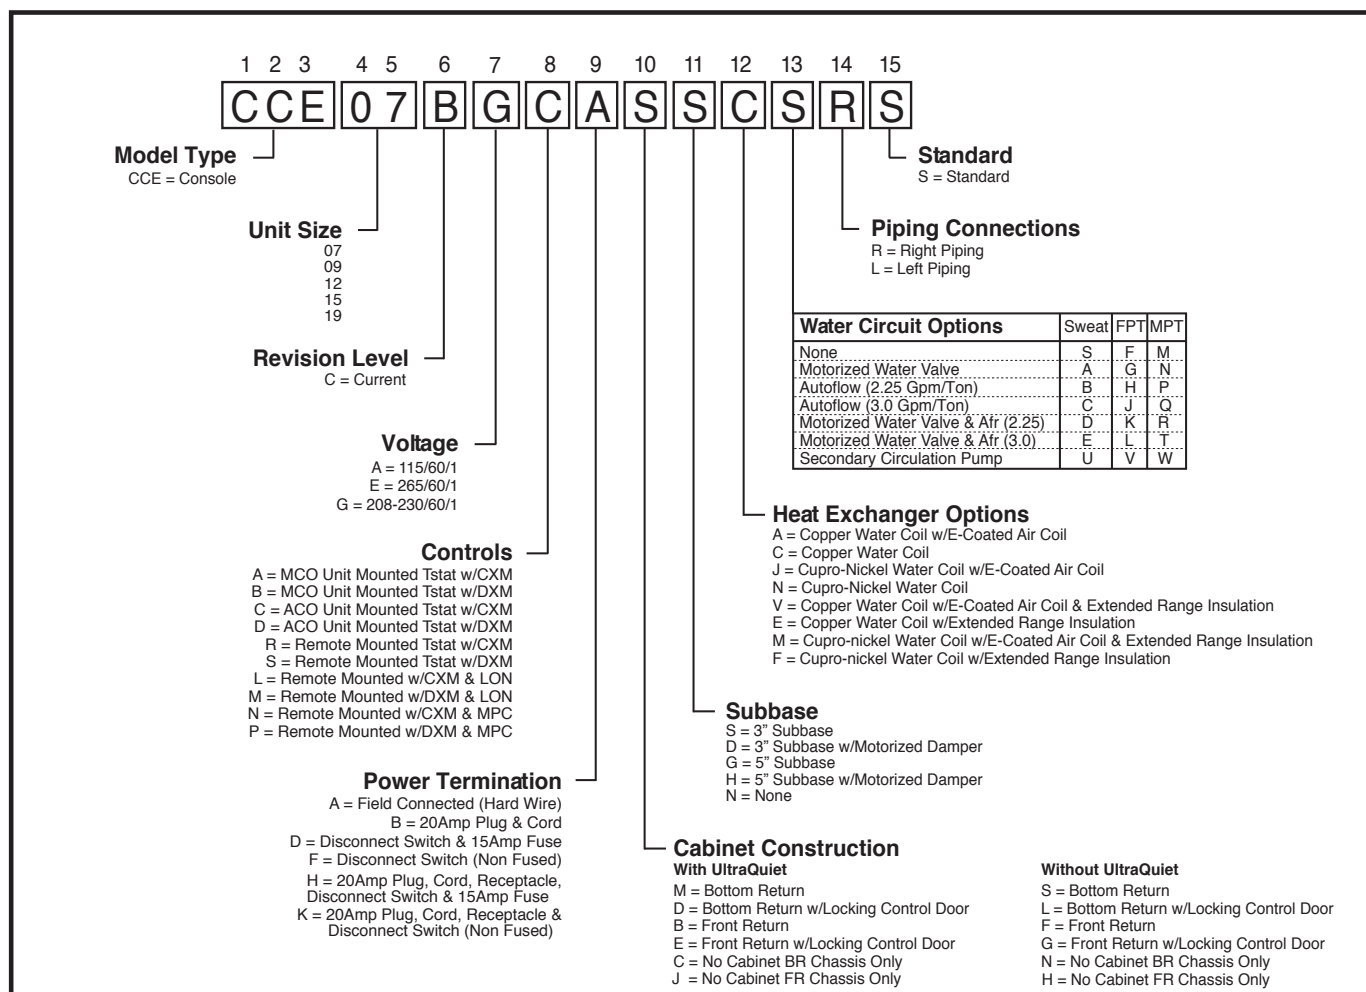 1 2 3 4 5 6 7 8 9 10 11 12 13 14 15
CCE 07 B G C A S S C S R S
Model Type
CCE = Console
Standard
S = Standard
Unit Size
07
09
12
15
19
Piping Connections
R = Right Piping
L = Left Piping
Revision Level
C = Current
Water Circuit Options Sweat FPT MPT
None S F M
Motorized Water Valve A G N
Autoflow (2.25 Gpm/Ton) B H P
Autoflow (3.0 Gpm/Ton) C J Q
Motorized Water Valve & Afr (2.25) D K R
Motorized Water Valve & Afr (3.0) E L T
Secondary Circulation Pump U V W
Voltage
A = 115/60/1
E = 265/60/1
G = 208-230/60/1
Heat Exchanger Options
A = Copper Water Coil w/E-Coated Air Coil
C = Copper Water Coil
J = Cupro-Nickel Water Coil w/E-Coated Air Coil
N = Cupro-Nickel Water Coil
V = Copper Water Coil w/E-Coated Air Coil & Extended Range Insulation
E = Copper Water Coil w/Extended Range Insulation
M = Cupro-nickel Water Coil w/E-Coated Air Coil & Extended Range Insulation
F = Cupro-nickel Water Coil w/Extended Range Insulation
Controls
A = MCO Unit Mounted Tstat w/CXM
B = MCO Unit Mounted Tstat w/DXM
C = ACO Unit Mounted Tstat w/CXM
D = ACO Unit Mounted Tstat w/DXM
R = Remote Mounted Tstat w/CXM
S = Remote Mounted Tstat w/DXM
L = Remote Mounted w/CXM & LON
M = Remote Mounted w/DXM & LON
N = Remote Mounted w/CXM & MPC
P = Remote Mounted w/DXM & MPC
Subbase
S = 3” Subbase
D = 3” Subbase w/Motorized Damper
G = 5” Subbase
H = 5” Subbase w/Motorized Damper
N = None
Power Termination
A = Field Connected (Hard Wire)
B = 20Amp Plug & Cord
D = Disconnect Switch & 15Amp Fuse
F = Disconnect Switch (Non Fused)
H = 20Amp Plug, Cord, Receptacle,
Disconnect Switch & 15Amp Fuse
K = 20Amp Plug, Cord, Receptacle &
Disconnect Switch (Non Fused)
Cabinet Construction
With UltraQuiet
M = Bottom Return
D = Bottom Return w/Locking Control Door
B = Front Return
E = Front Return w/Locking Control Door
C = No Cabinet BR Chassis Only
J = No Cabinet FR Chassis Only
Without UltraQuiet
S = Bottom Return
L = Bottom Return w/Locking Control Door
F = Front Return
G = Front Return w/Locking Control Door
N = No Cabinet BR Chassis Only
H = No Cabinet FR Chassis Only